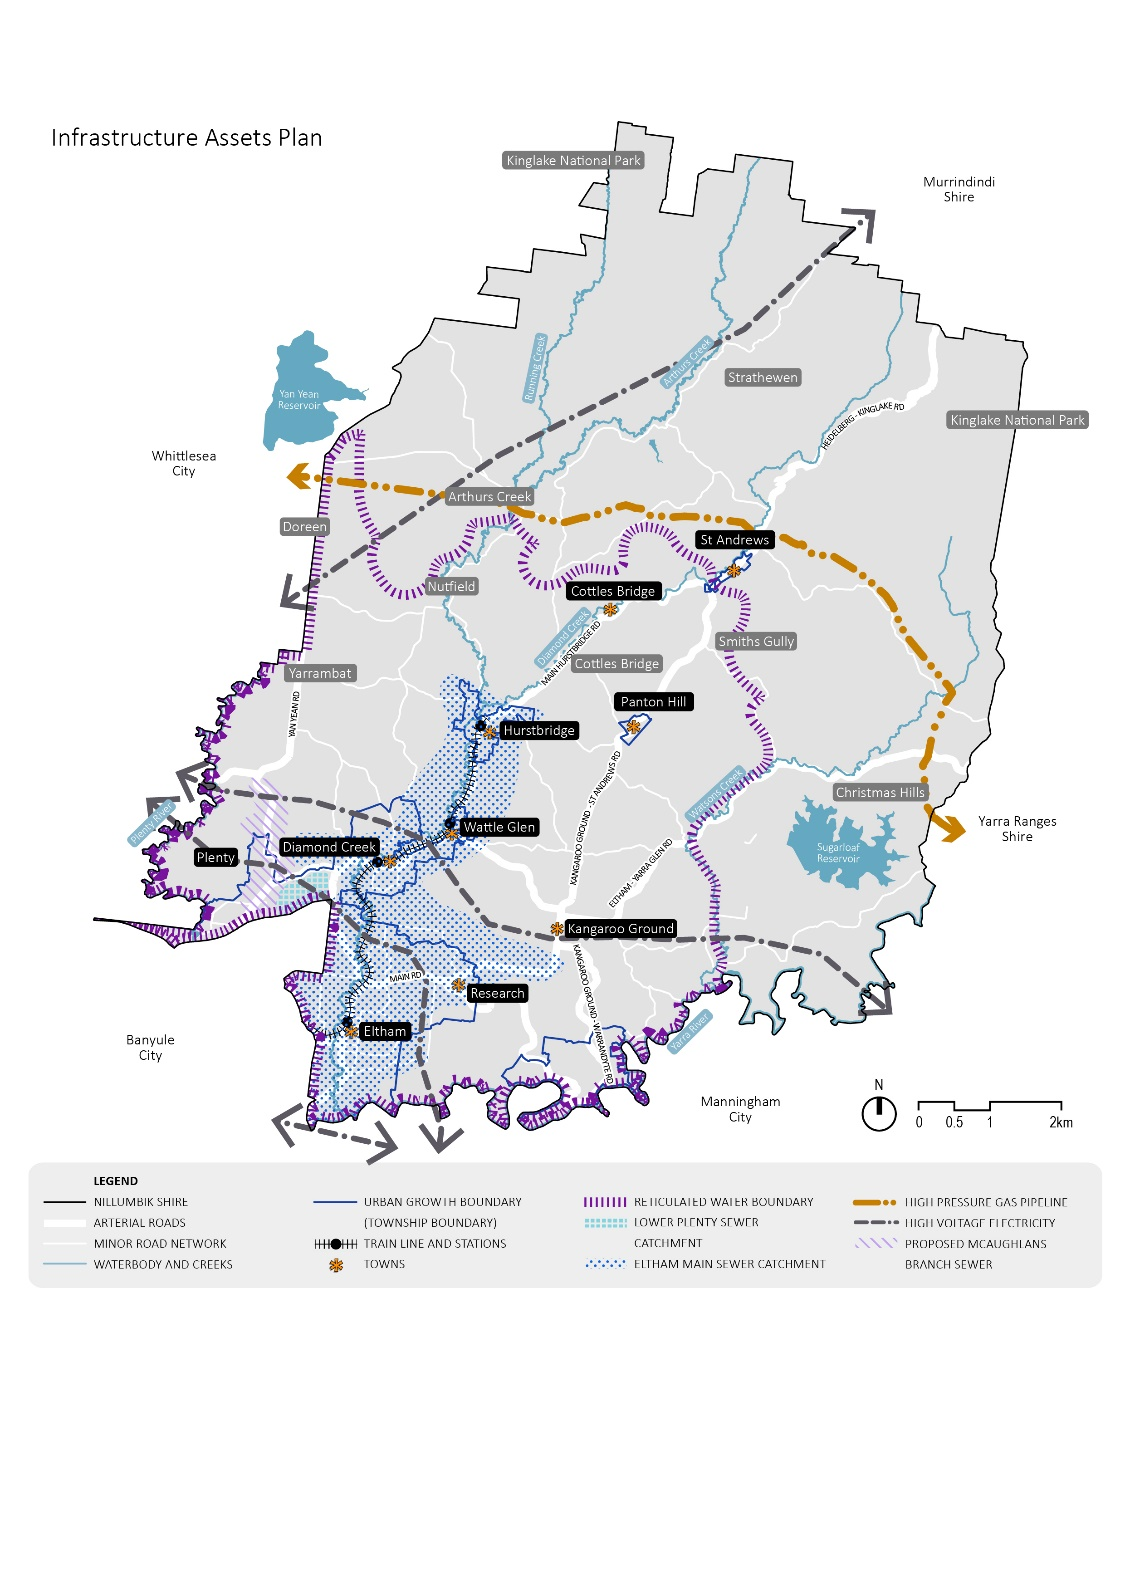 Infrastructure Assets Plan
Kinglake National Park
Murrindindi
Shire
Running Creek
Arthurs Creek
Strathewen
Yan Yean
Reservoir
HEIDELBERG - KINGLAKE RD
Kinglake National Park
Whittlesea
City
Arthurs Creek
Doreen
St Andrews
Nutfield
Cottles Bridge
Diamond Creek
MAIN HURSTBRIDGE RD
Smiths Gully
Cottles Bridge
Yarrambat
YAN YEAN RD
Panton Hill
Hurstbridge
KANGAROO GROUND - ST ANDREWS RD
Watsons Creek
Christmas Hills
Plenty River
Wattle Glen
Yarra Ranges
Shire
Sugarloaf
Reservoir
Diamond Creek
Plenty
ELTHAM - YARRA GLEN RD
Kangaroo Ground
MAIN RD
Research
KANGAROO GROUND - WARRANDYTE RD
Eltham
Yarra River
Banyule
City
Manningham
City
N
0 0.5 1 2km
LEGEND
NILLUMBIK SHIRE
ARTERIAL ROADS
MINOR ROAD NETWORK
WATERBODY AND CREEKS
URBAN GROWTH BOUNDARY
(TOWNSHIP BOUNDARY)
TRAIN LINE AND STATIONS
TOWNS
RETICULATED WATER BOUNDARY
LOWER PLENTY SEWER
CATCHMENT
ELTHAM MAIN SEWER CATCHMENT
HIGH PRESSURE GAS PIPELINE
HIGH VOLTAGE ELECTRICITY
PROPOSED MCAUGHLANS
BRANCH SEWER